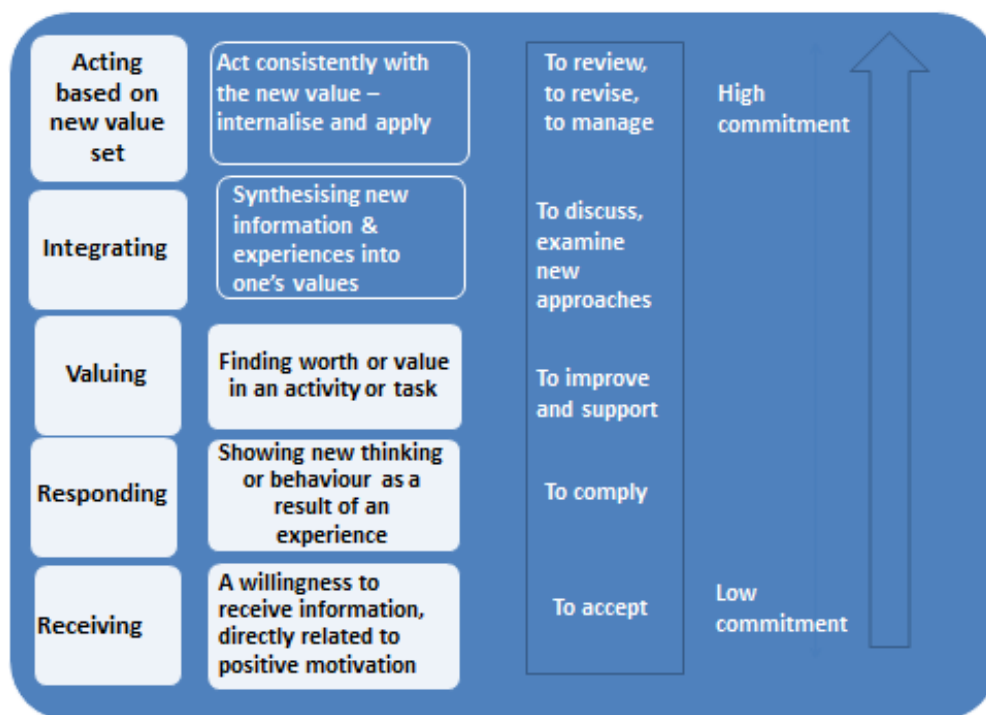 Acting
based on
new value
set
Act consistently with
the new value –
internalise and apply
To review,
to revise,
to manage
High
commitment
Integrating
Synthesising new
information &
experiences into
one's values
To discuss,
examine
new
approaches
Valuing
Finding worth or value
in an activity or task
To improve
and support
Responding
Showing new thinking
or behaviour as a
result of an
experience
To comply
Receiving
A willingness to
receive information,
directly related to
positive motivation
To accept
Low
commitment